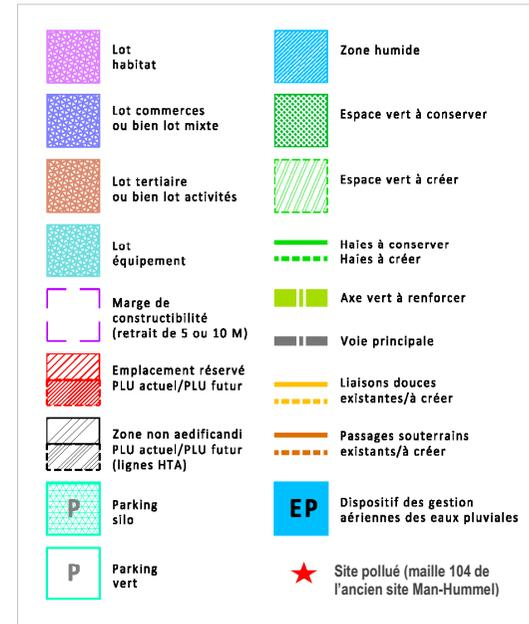 Lot
habitat
Lot commerces
ou bien lot mixte
Lot tertiaire
ou bien lot activités
Lot
équipement
Marge de
constructibilité
(retrait de 5 ou 10 M)
Emplacement réservé
PLU actuel/PLU futur
Zone non aedificandi
PLU actuel/PLU futur
(lignes HTA)
P
Parking
silo
P
Parking
vert
Zone humide
Espace vert à conserver
Espace vert à créer
Haies à conserver
Haies à créer
Axe vert à renforcer
Voie principale
Liaisons douces
existantes/à créer
Passages souterrains
existants/à créer
EP
Dispositif des gestion
aériennes des eaux pluviales
Site pollué (maille 104 de
l'ancien site Man-Hummel)